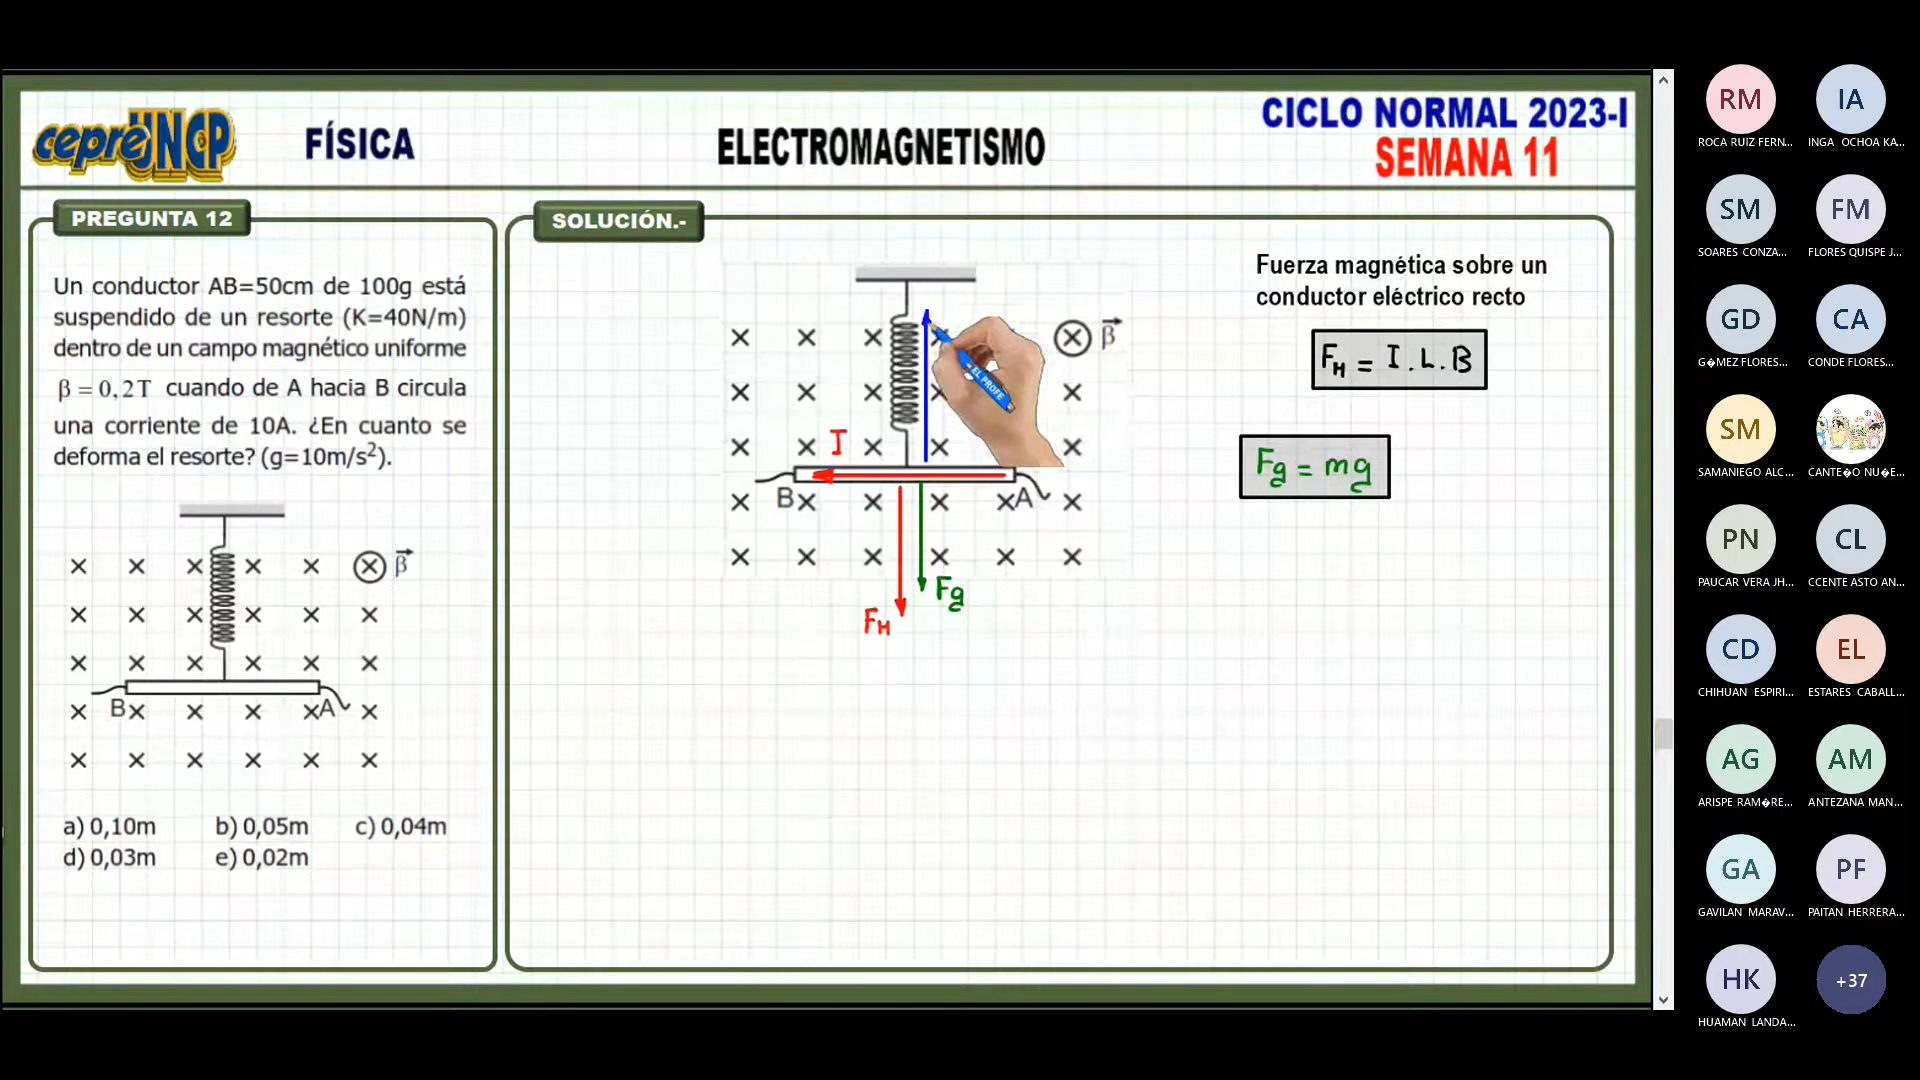 cepreUNCP
FÍSICA
ELECTROMAGNETISMO
CICLO NORMAL 2023-I
SEMANA 11
PREGUNTA 12
Un conductor AB=50cm de 100g está
suspendido de un resorte (K=40N/m)
dentro de un campo magnético uniforme
β = 0,2T cuando de A hacia B circula
una corriente de 10A. ¿En cuanto se
deforma el resorte? (g=10m/s²).
β
B
A
a) 0,10m b) 0,05m c) 0,04m
d) 0,03m e) 0,02m
SOLUCIÓN.-
EL PROFE
β
I
B
A
Fg
FM
Fuerza magnética sobre un
conductor eléctrico recto
FM = I.L.B
Fg = mg
RM
ROCA RUIZ FERN...
IA
INGA OCHOA KA...
SM
SOARES CONZA...
FM
FLORES QUISPE J...
GD
G�MEZ FLORES...
CA
CONDE FLORES...
SM
SAMANIEGO ALC...
CANTE�O NU�E...
PN
PAUCAR VERA JH...
CL
CCENTE ASTO AN...
CD
CHIHUAN ESPIRI...
EL
ESTARES CABALL...
AG
ARISPE RAM�RE...
AM
ANTEZANA MAN...
GA
GAVILAN MARAV...
PF
PAITAN HERRERA...
HK
HUAMAN LANDA...
+37